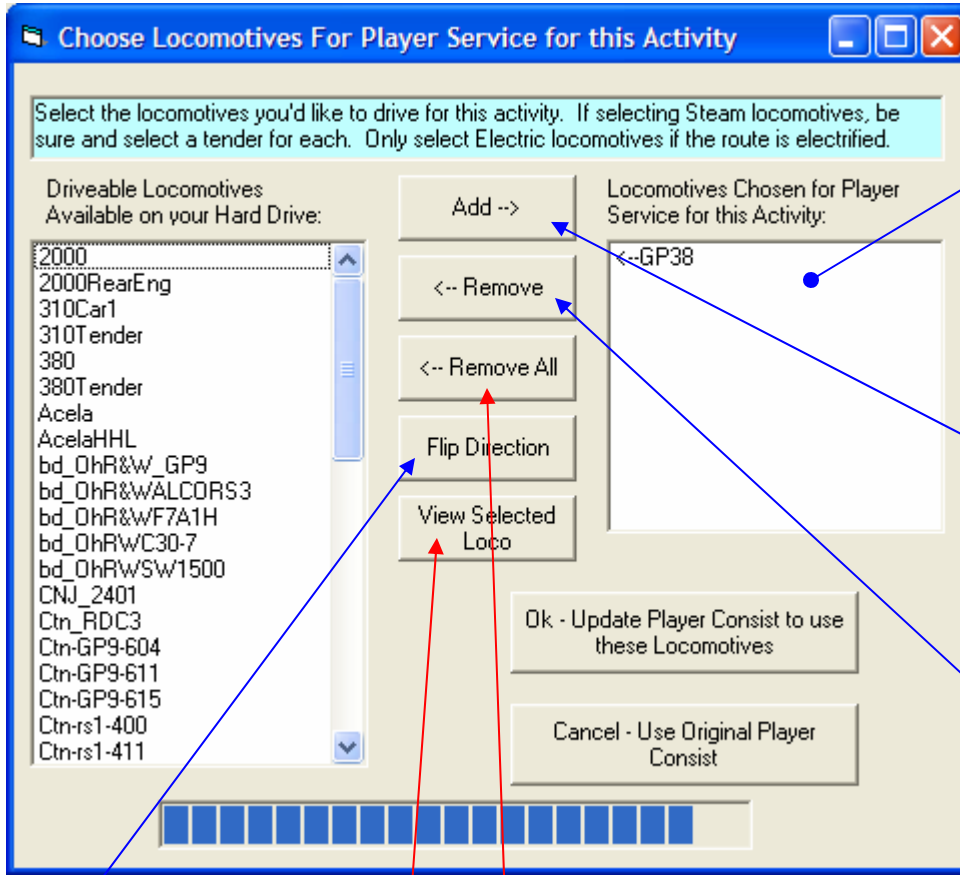 Choose Locomotives For Player Service for this Activity
Select the locomotives you'd like to drive for this activity.  If selecting Steam locomotives, be
sure and select a tender for each.  Only select Electric locomotives if the route is electrified.
Driveable Locomotives
Available on your Hard Drive:
2000
2000RearEng
310Car1
310Tender
380
380Tender
Acela
AcelaHHL
bd_OhR&W_GP9
bd_OhR&WALCORS3
bd_OhR&WF7A1H
bd_OhRWC30-7
bd_OhRWSW1500
CNJ_2401
Ctn_RDC3
Ctn-GP9-604
Ctn-GP9-611
Ctn-GP9-615
Ctn-rs1-400
Ctn-rs1-411
Add -->
<-- Remove
<-- Remove All
Flip Direction
View Selected
Loco
Locomotives Chosen for Player
Service for this Activity:
<--GP38
Ok - Update Player Consist to use
these Locomotives
Cancel - Use Original Player
Consist